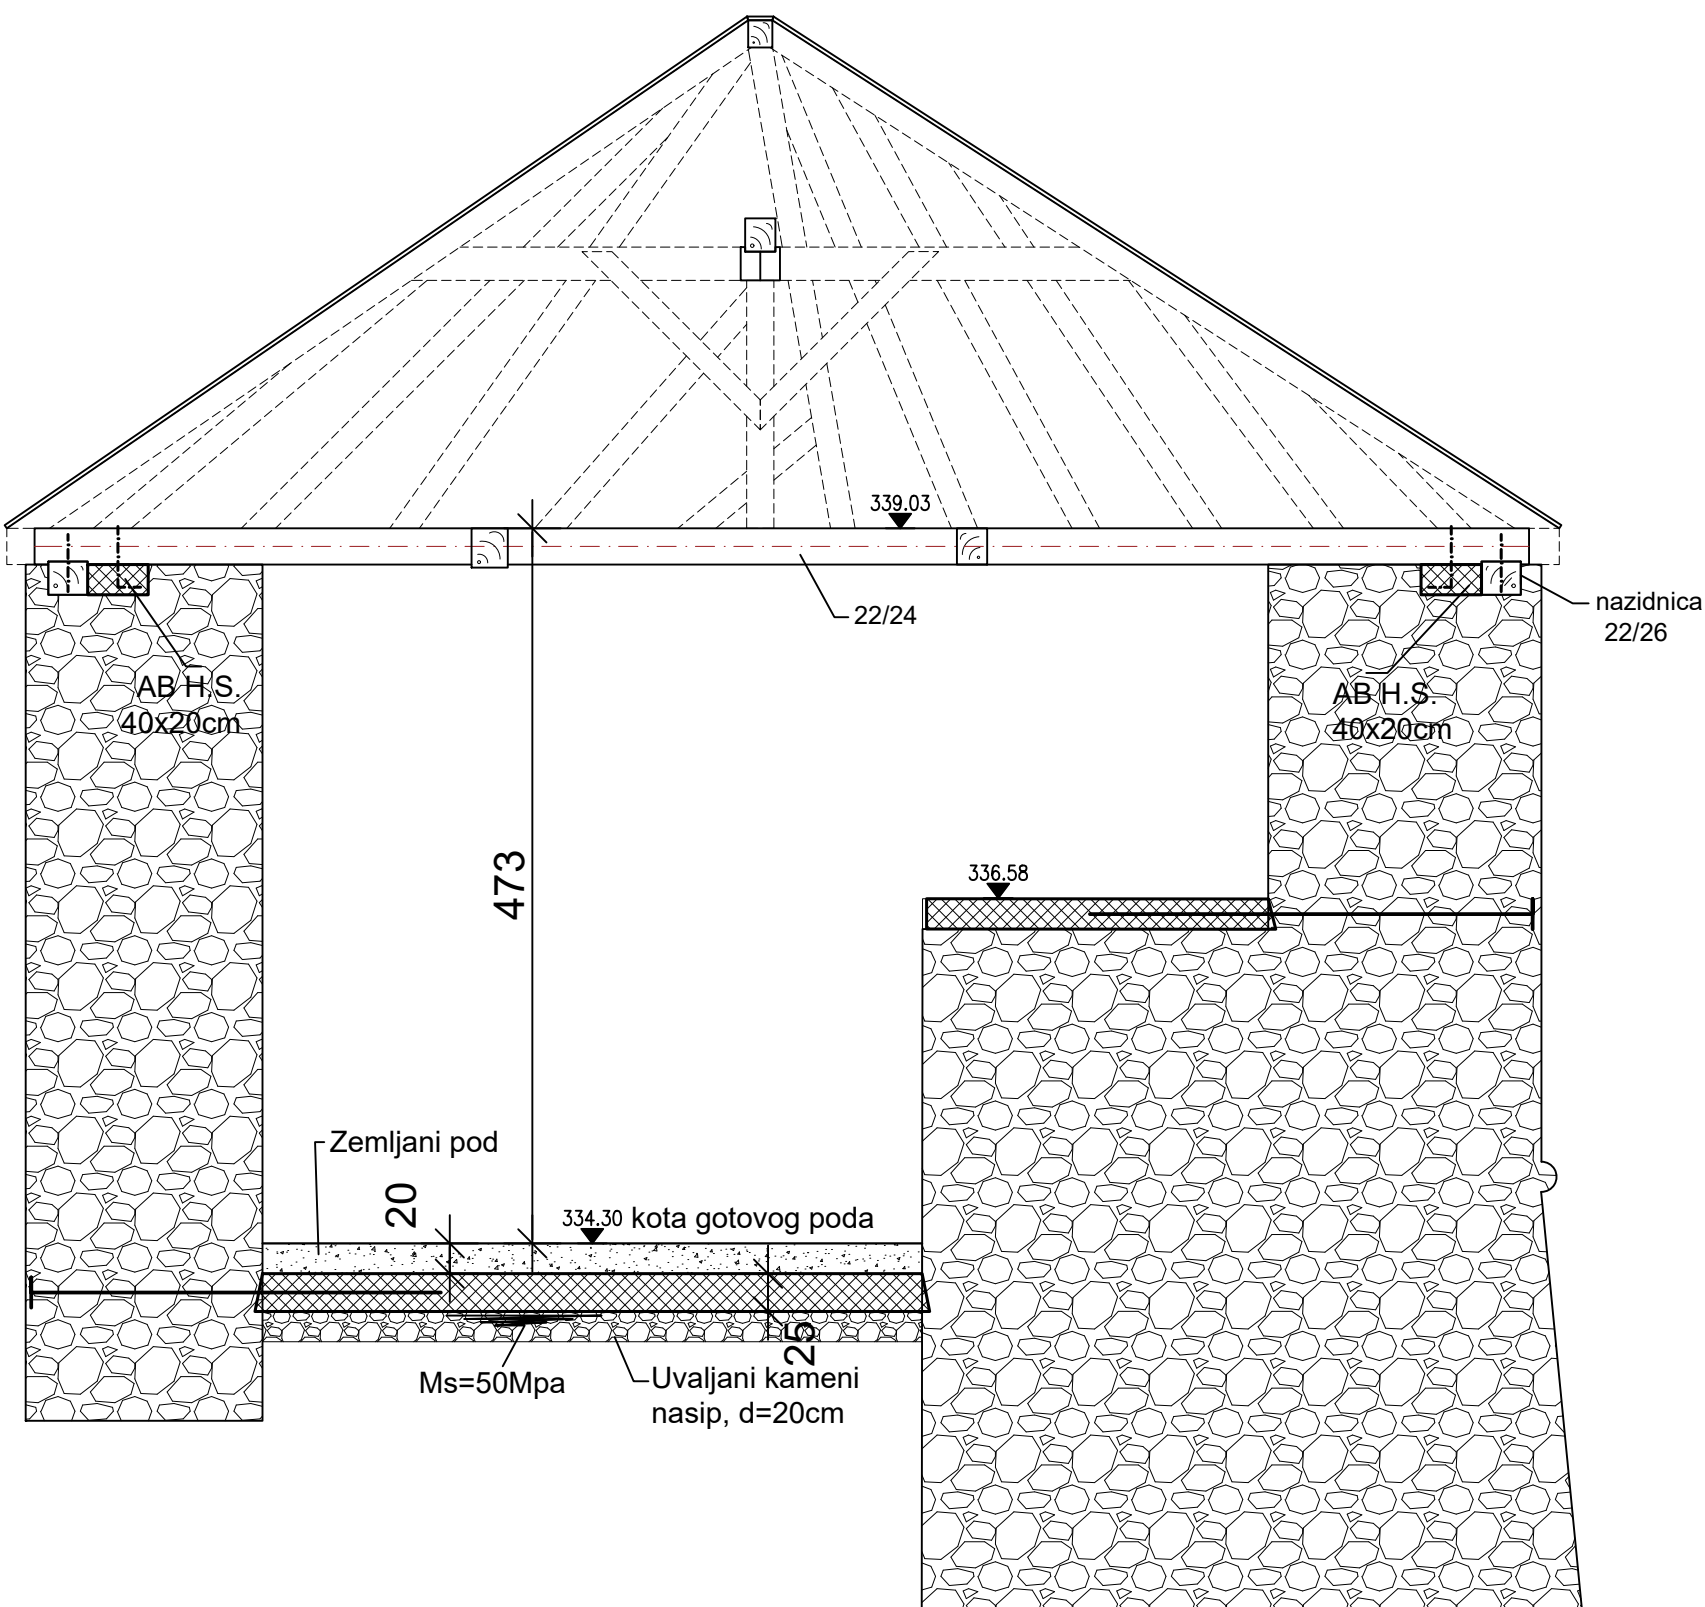 339.03
22/24
nazidnica
22/26
AB H.S.
40x20cm
AB H.S.
40x20cm
473
336.58
Zemljani pod
20
334.30 kota gotovog poda
25
Ms=50Mpa
Uvaljani kameni
nasip, d=20cm